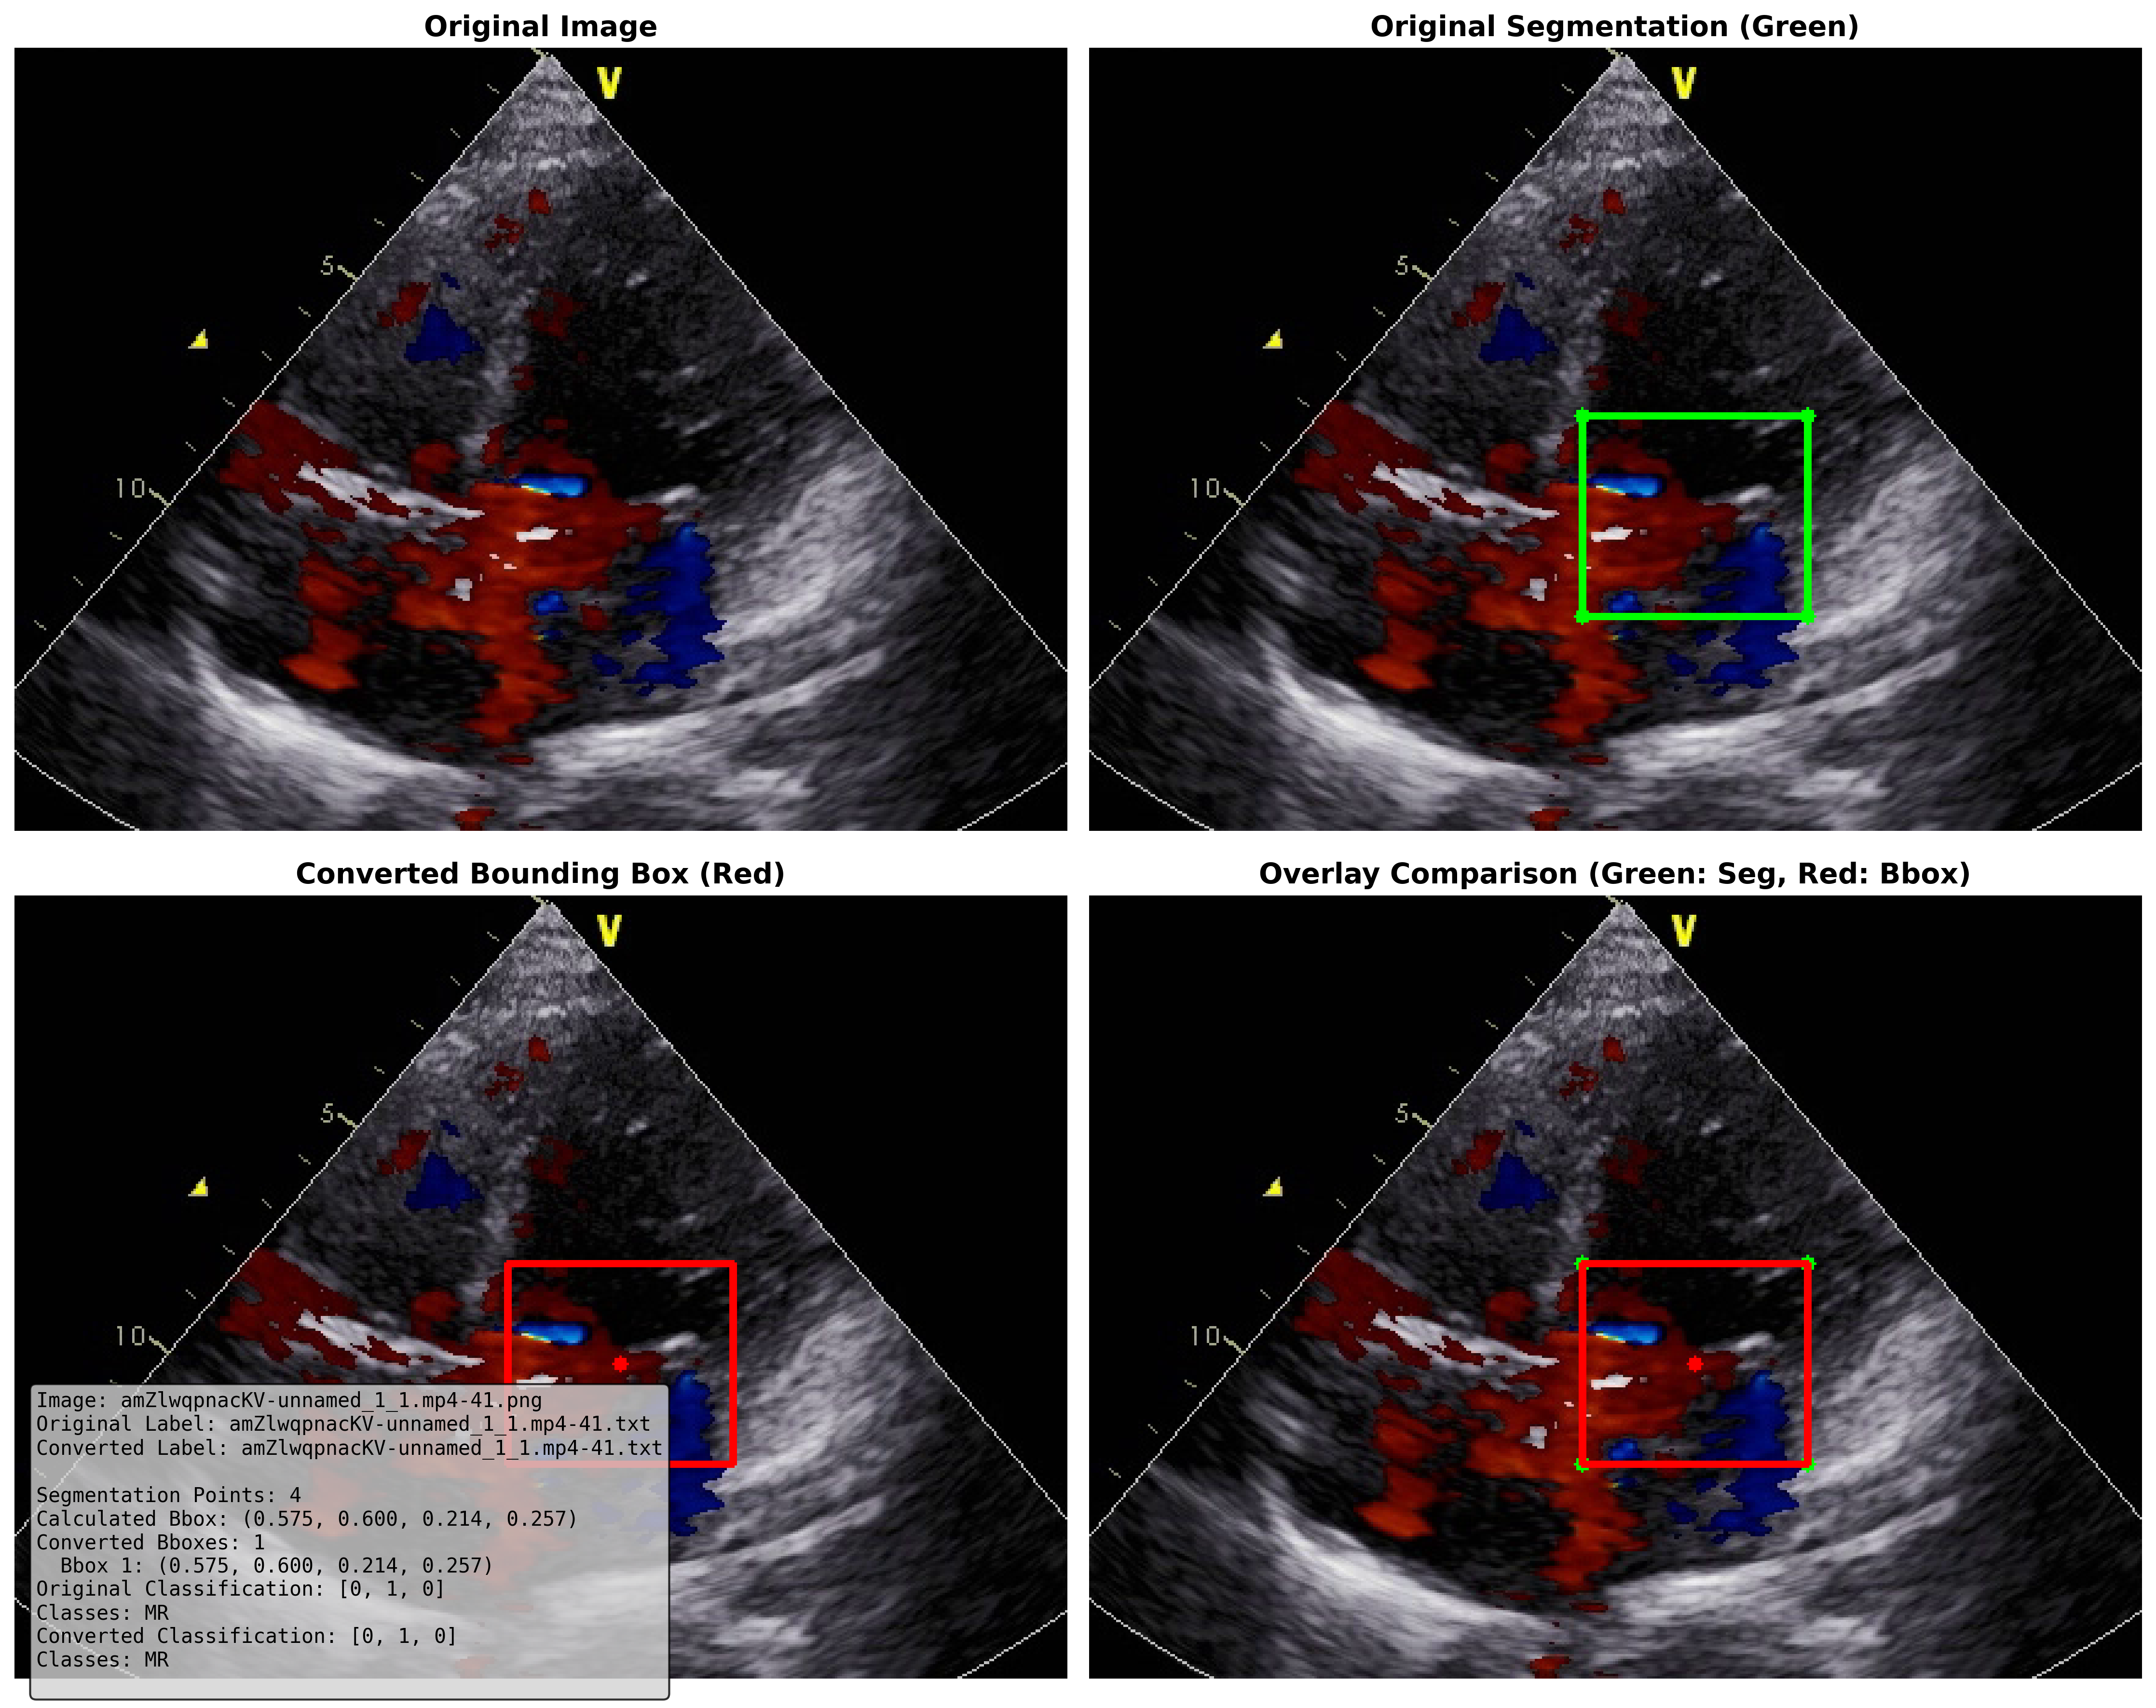 Original Image
Original Segmentation (Green)
V
5
10
V
5
10
Converted Bounding Box (Red)
Overlay Comparison (Green: Seg, Red: Bbox)
V
5
10
V
5
10
Image: amZlwqpnacKV-unnamed_1_1.mp4-41.png
Original Label: amZlwqpnacKV-unnamed_1_1.mp4-41.txt
Converted Label: amZlwqpnacKV-unnamed_1_1.mp4-41.txt
Segmentation Points: 4
Calculated Bbox: (0.575, 0.600, 0.214, 0.257)
Converted Bboxes: 1
Bbox 1: (0.575, 0.600, 0.214, 0.257)
Original Classification: [0, 1, 0]
Classes: MR
Converted Classification: [0, 1, 0]
Classes: MR